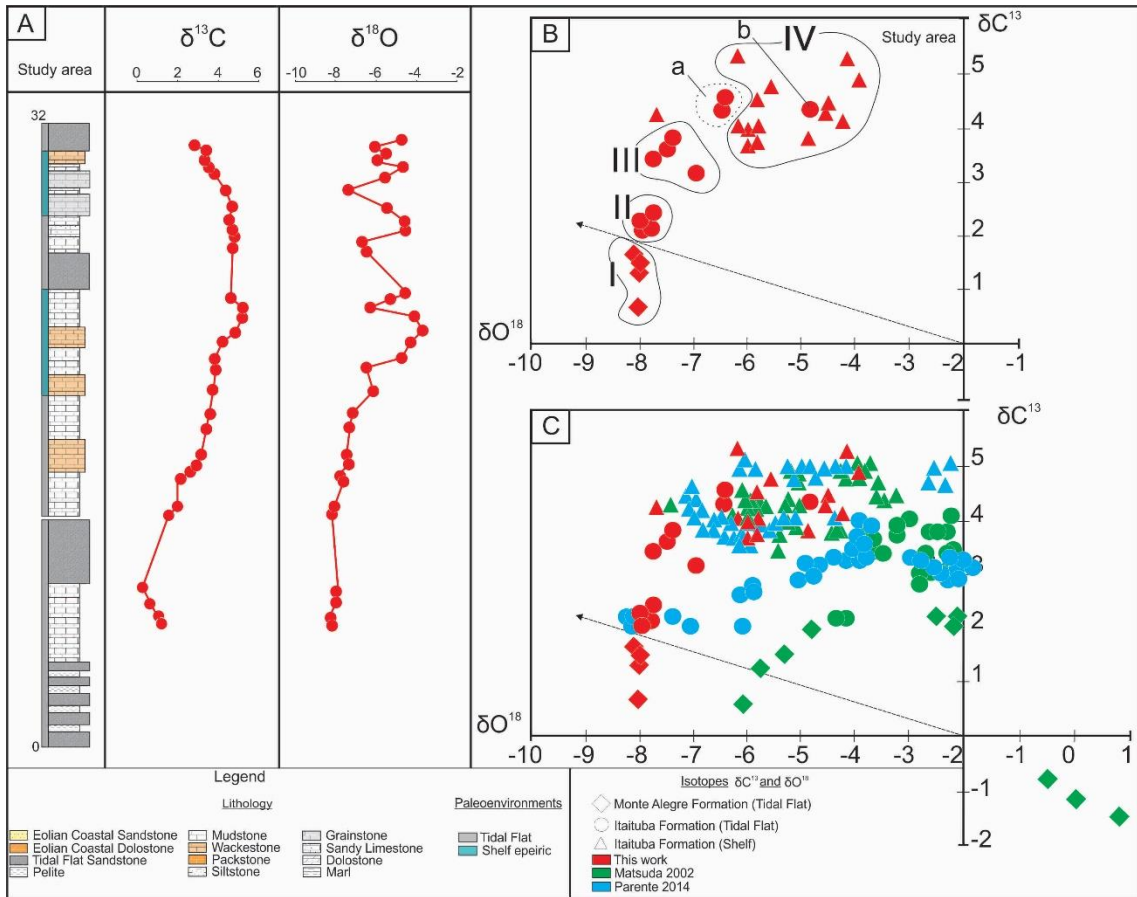 A
δ13C
δ18O
Study area
0 2 4 6
-10 -8 -6 -4 -2
32
0
B
δC13
Study area
b
IV
a
5
4
III
3
II
2
I
1
δO18
-10 -9 -8 -7 -6 -5 -4 -3 -2 -1
C
δC13
5
4
3
2
1
δO18
-10 -9 -8 -7 -6 -5 -4 -3 -2 -1 0 1
-1
-2
Legend
Lithology
Eolian Coastal Sandstone
Eolian Coastal Dolostone
Tidal Flat Sandstone
Pelite
Mudstone
Wackestone
Packstone
Siltstone
Grainstone
Sandy Limestone
Dolostone
Marl
Paleoenvironments
Tidal Flat
Shelf epeiric
Isotopes δC13 and δO18
Monte Alegre Formation (Tidal Flat)
Itaituba Formation (Tidal Flat)
Itaituba Formation (Shelf)
This work
Matsuda 2002
Parente 2014